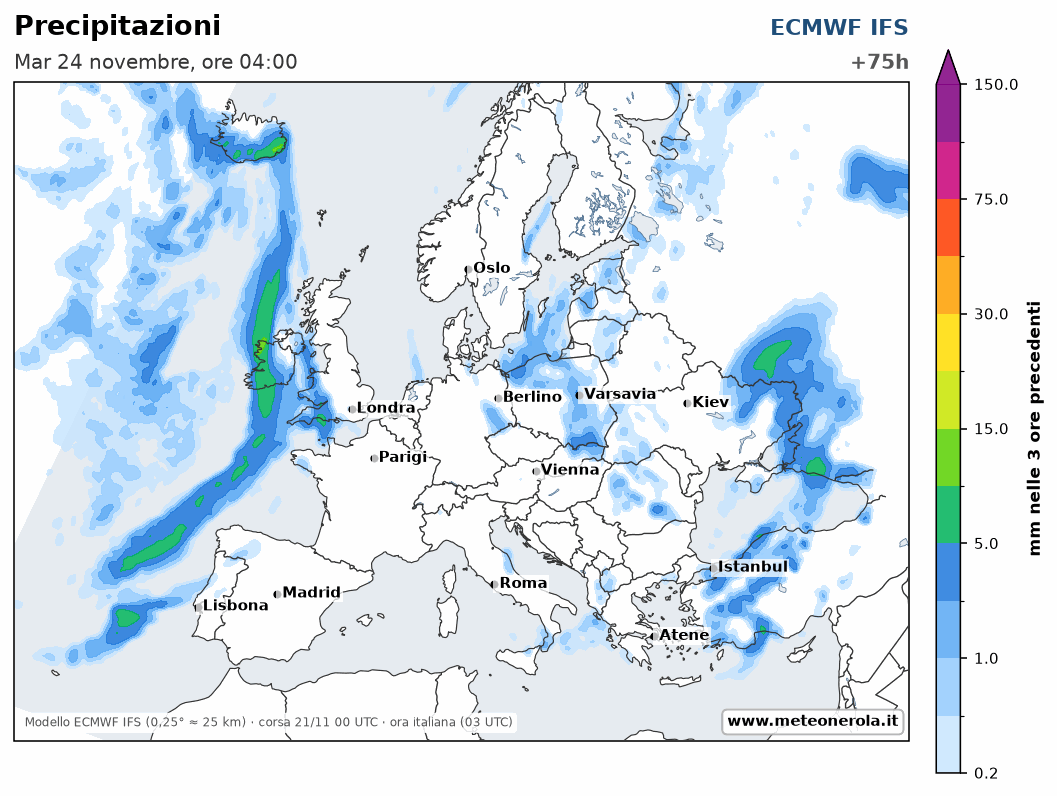 Precipitazioni
ECMWF IFS
Mar 24 novembre, ore 04:00
+75h
150.0
75.0
30.0
15.0
5.0
1.0
0.2
mm nelle 3 ore precedenti
Oslo
Berlino
Varsavia
Kiev
Londra
Parigi
Vienna
Istanbul
Roma
Madrid
Lisbona
Atene
Modello ECMWF IFS (0,25° ≈ 25 km) · corsa 21/11 00 UTC · ora italiana (03 UTC)
www.meteonerola.it